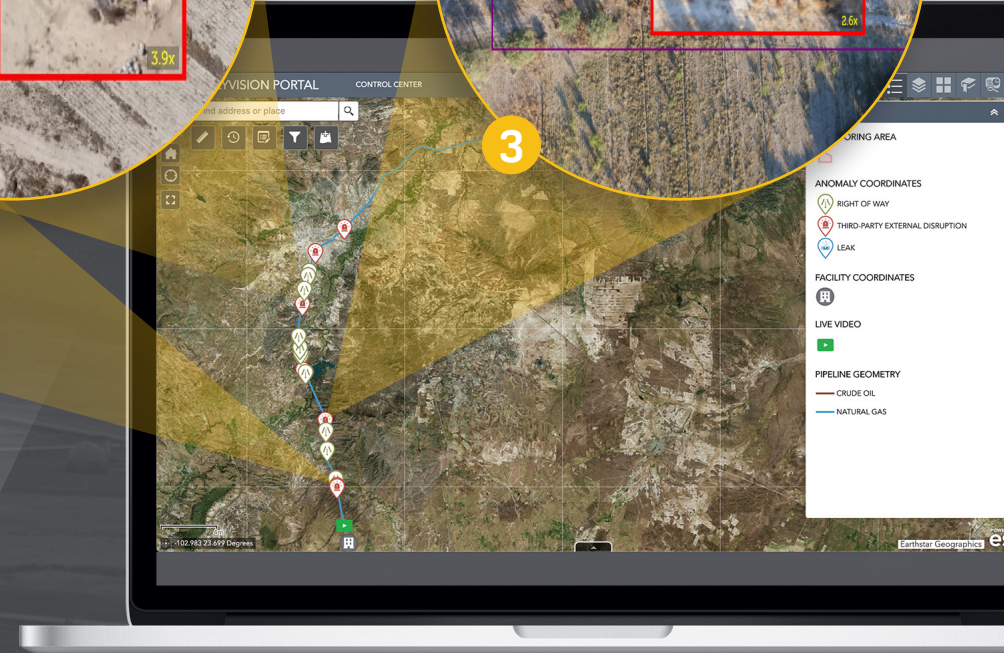 3.9x
2.6x
YVISION PORTAL
CONTROL CENTER
nd address or place
3
ORING AREA
ANOMALY COORDINATES
RIGHT OF WAY
THIRD-PARTY EXTERNAL DISRUPTION
LEAK
FACILITY COORDINATES
LIVE VIDEO
PIPELINE GEOMETRY
CRUDE OIL
NATURAL GAS
-102.983 23.699 Degrees
Earthstar Geographics
POWE
es